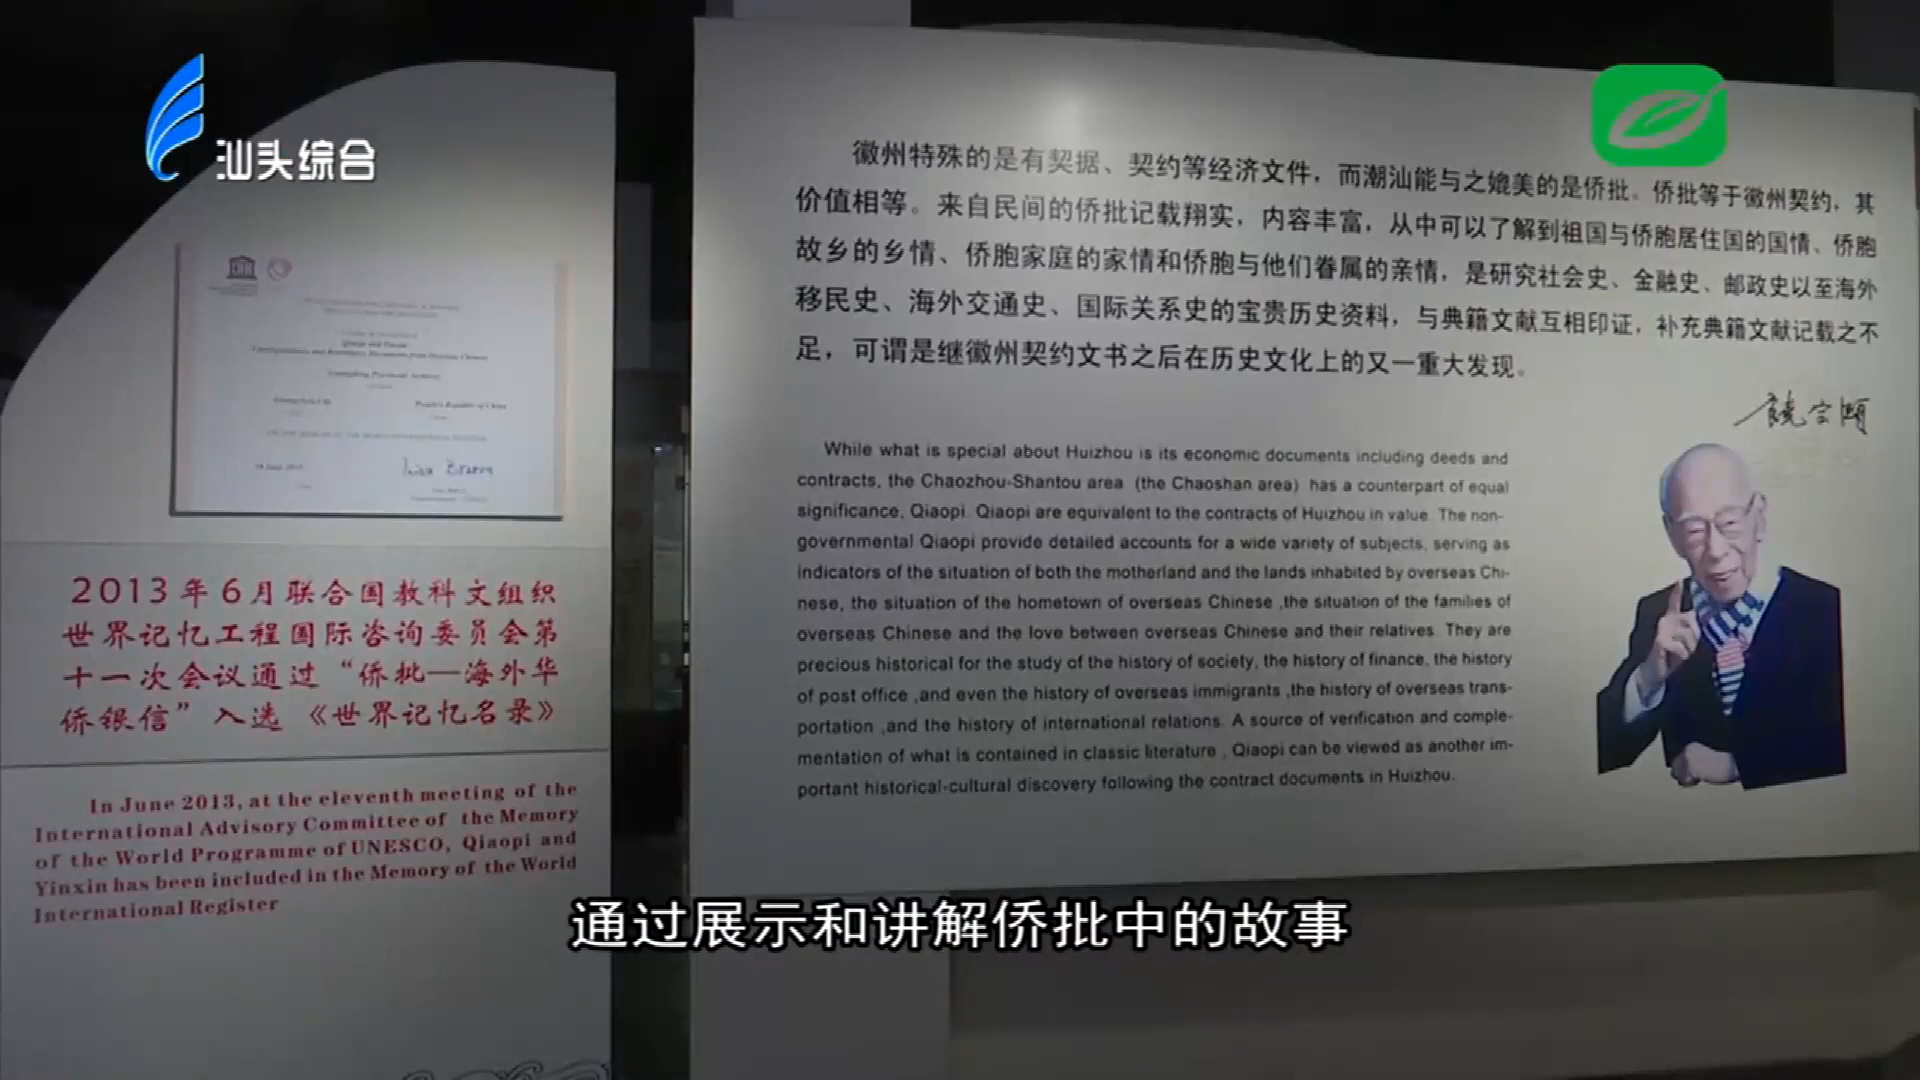 汕头综合
徽州特殊的是有契据、契约等经济文件，而潮汕能与之媲美的是侨批。侨批等于徽州契约，其
价值相等。来自民间的侨批记载翔实，内容丰富，从中可以了解到祖国与侨胞居住国的国情、侨胞
故乡的乡情、侨胞家庭的家情和侨胞与他们眷属的亲情，是研究社会史、金融史、邮政史以至海外
移民史、海外交通史、国际关系史的宝贵历史资料，与典籍文献互相印证，补充典籍文献记载之不
足，可谓是继徽州契约文书之后在历史文化上的又一重大发现。
饶宗颐
While what is special about Huizhou is its economic documents including deeds and
contracts, the Chaozhou-Shantou area (the Chaoshan area) has a counterpart of equal
significance, Qiaopi. Qiaopi are equivalent to the contracts of Huizhou in value. The non-
governmental Qiaopi provide detailed accounts for a wide variety of subjects, serving as
indicators of the situation of both the motherland and the lands inhabited by overseas Chi-
nese, the situation of the hometown of overseas Chinese ,the situation of the families of
overseas Chinese and the love between overseas Chinese and their relatives. They are
precious historical for the study of the history of society, the history of finance, the history
of post office ,and even the history of overseas immigrants ,the history of overseas trans-
portation ,and the history of international relations. A source of verification and comple-
mentation of what is contained in classic literature , Qiaopi can be viewed as another im-
portant historical-cultural discovery following the contract documents in Huizhou.
2013年6月联合国教科文组织
世界记忆工程国际咨询委员会第
十一次会议通过“侨批—海外华
侨银信”入选《世界记忆名录》
In June 2013, at the eleventh meeting of the
International Advisory Committee of the Memory
of the World Programme of UNESCO, Qiaopi and
Yinxin has been included in the Memory of the World
International Register
通过展示和讲解侨批中的故事